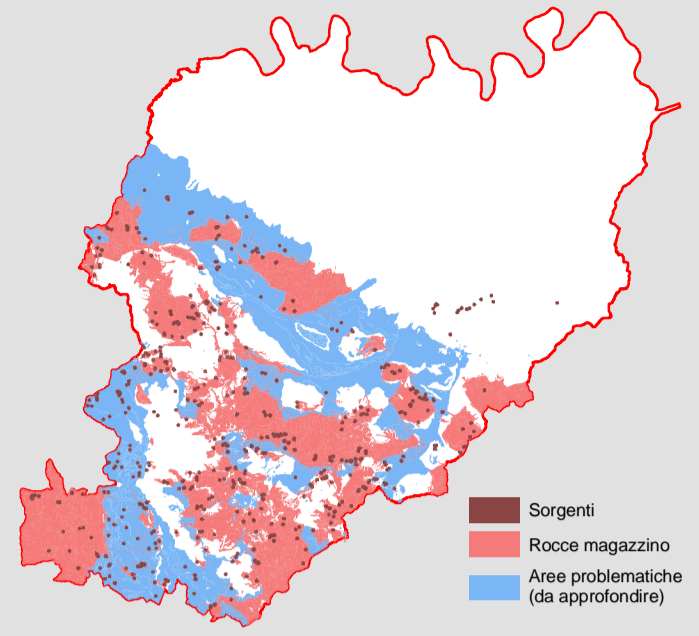 Sorgenti
Rocce magazzino
Aree problematiche
(da approfondire)